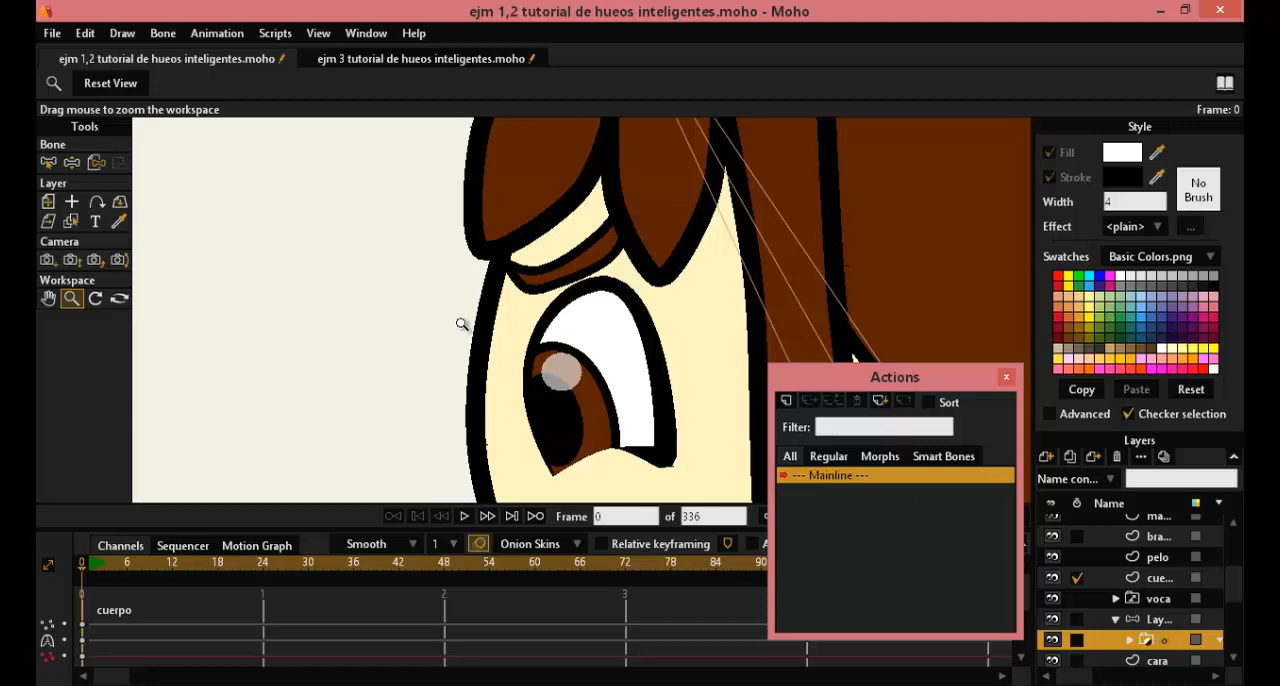 ejm 1,2 tutorial de hueos inteligentes.moho - Moho
File Edit Draw Bone Animation Scripts View Window Help
ejm 1,2 tutorial de hueos inteligentes.moho ejm 3 tutorial de hueos inteligentes.moho
Reset View
Drag mouse to zoom the workspace Frame: 0
Tools
Bone
Layer
Camera
Workspace
Style
Fill
Stroke
No Brush
Width 4
Effect <plain> ...
Swatches Basic Colors.png
Copy Paste Reset
Advanced Checker selection
Layers
Name con...
Name
ma...
bra...
pelo
cue...
voca
Lay...
o
cara
Actions
Sort
Filter:
All Regular Morphs Smart Bones
--- Mainline ---
Frame 0 of 336
Channels Sequencer Motion Graph Smooth 1 Onion Skins Relative keyframing A
0 6 12 18 24 30 36 42 48 54 60 66 72 78 84 90
0 1 2 3
cuerpo